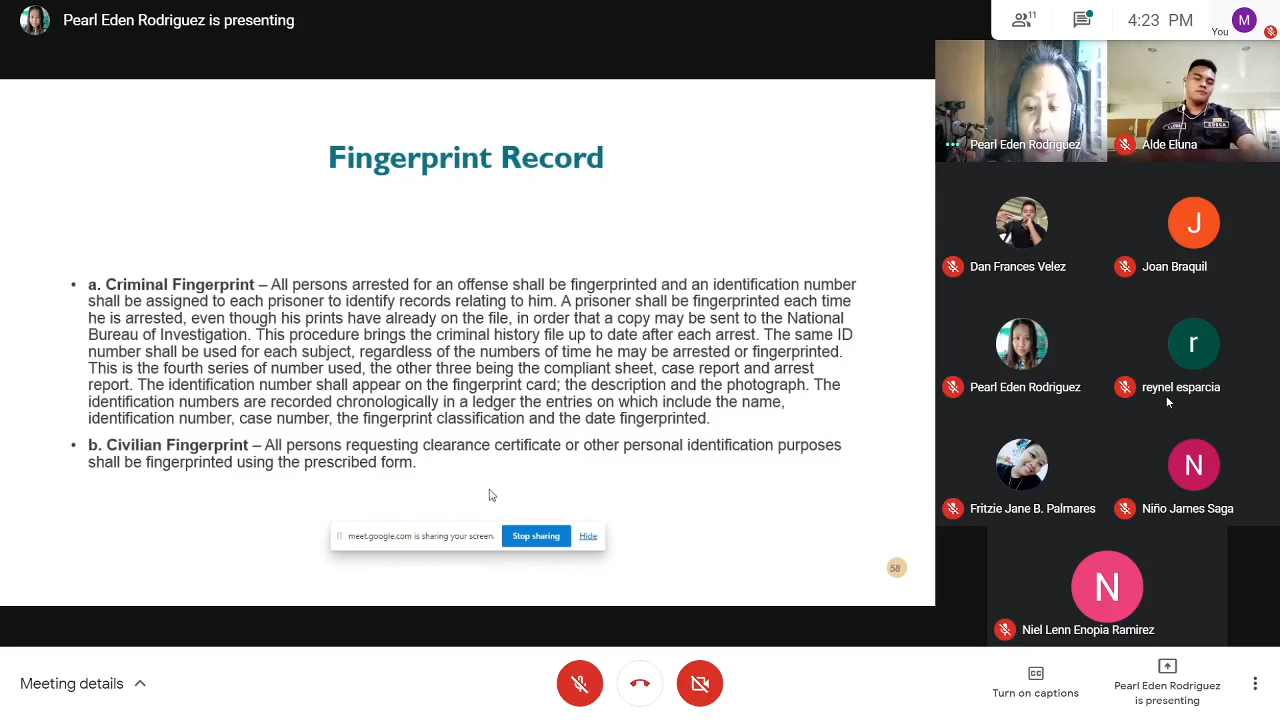 Pearl Eden Rodriguez is presenting
11
4:23 PM
You
M
Fingerprint Record
• a. Criminal Fingerprint – All persons arrested for an offense shall be fingerprinted and an identification number
shall be assigned to each prisoner to identify records relating to him. A prisoner shall be fingerprinted each time
he is arrested, even though his prints have already on the file, in order that a copy may be sent to the National
Bureau of Investigation. This procedure brings the criminal history file up to date after each arrest. The same ID
number shall be used for each subject, regardless of the numbers of time he may be arrested or fingerprinted.
This is the fourth series of number used, the other three being the compliant sheet, case report and arrest
report. The identification number shall appear on the fingerprint card; the description and the photograph. The
identification numbers are recorded chronologically in a ledger the entries on which include the name,
identification number, case number, the fingerprint classification and the date fingerprinted.
• b. Civilian Fingerprint – All persons requesting clearance certificate or other personal identification purposes
shall be fingerprinted using the prescribed form.
meet.google.com is sharing your screen.
Stop sharing
Hide
58
Pearl Eden Rodriguez
Alde Eluna
Dan Frances Velez
J
Joan Braquil
Pearl Eden Rodriguez
r
reynel esparcia
Fritzie Jane B. Palmares
N
Niño James Saga
N
Niel Lenn Enopia Ramirez
Meeting details
CC
Turn on captions
Pearl Eden Rodriguez
is presenting